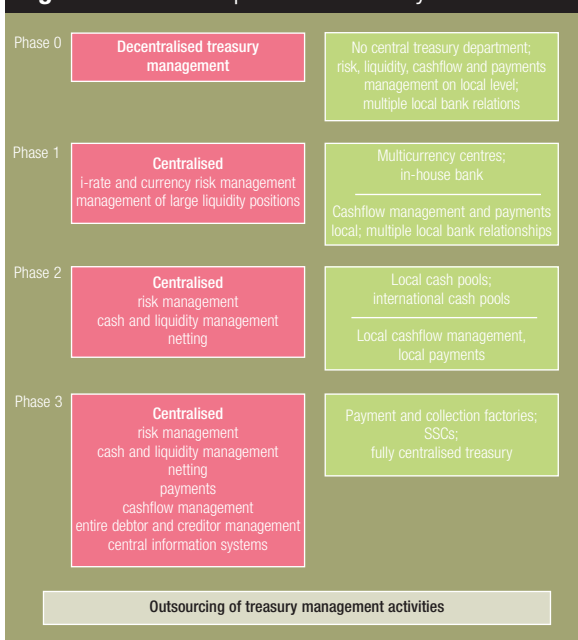 Phase 0
Decentralised treasury
management
No central treasury department;
risk, liquidity, cashflow and payments
management on local level;
multiple local bank relations
Phase 1
Centralised
i-rate and currency risk management
management of large liquidity positions
Multicurrency centres;
in-house bank
Cashflow management and payments
local; multiple local bank relationships
Phase 2
Centralised
risk management
cash and liquidity management
netting
Local cash pools;
international cash pools
Local cashflow management,
local payments
Phase 3
Centralised
risk management
cash and liquidity management
netting
payments
cashflow management
entire debtor and creditor management
central information systems
Payment and collection factories;
SSCs;
fully centralised treasury
Outsourcing of treasury management activities